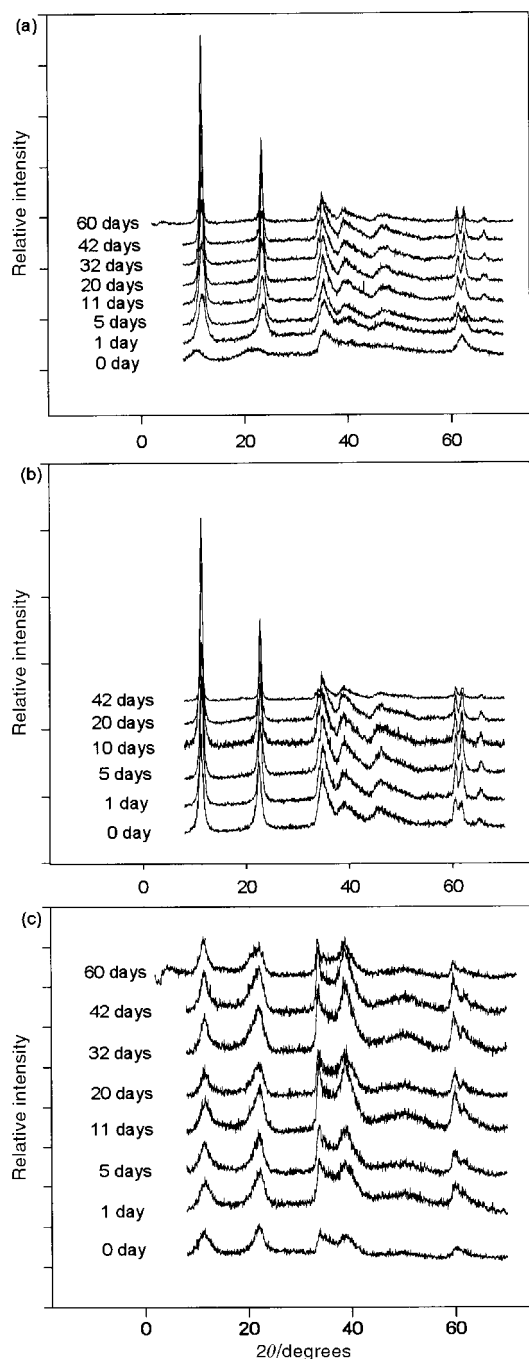 (a)
Relative intensity
60 days
42 days
32 days
20 days
11 days
5 days
1 day
0 day
0 20 40 60
(b)
Relative intensity
42 days
20 days
10 days
5 days
1 day
0 day
0 20 40 60
(c)
Relative intensity
60 days
42 days
32 days
20 days
11 days
5 days
1 day
0 day
0 20 40 60
2θ/degrees